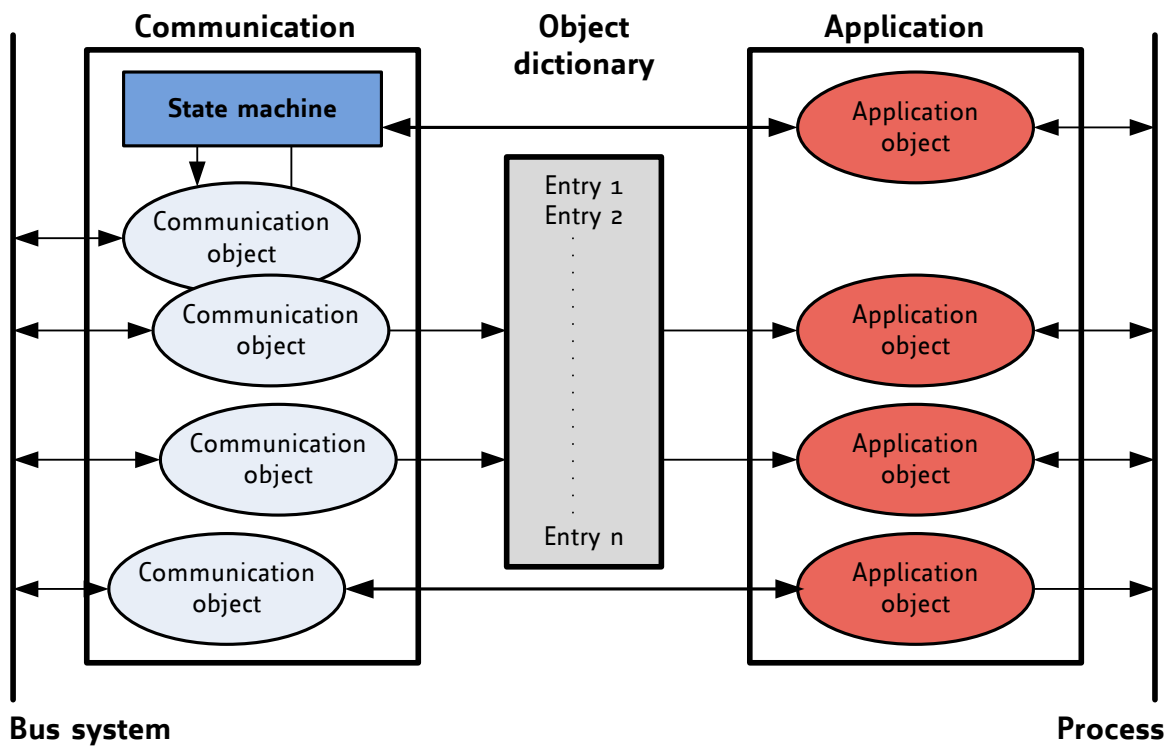 Communication
Object
dictionary
Application
State machine
Application
object
Entry 1
Entry 2
Communication
object
Communication
object
Application
object
Communication
object
Application
object
Entry n
Communication
object
Application
object
Bus system
Process